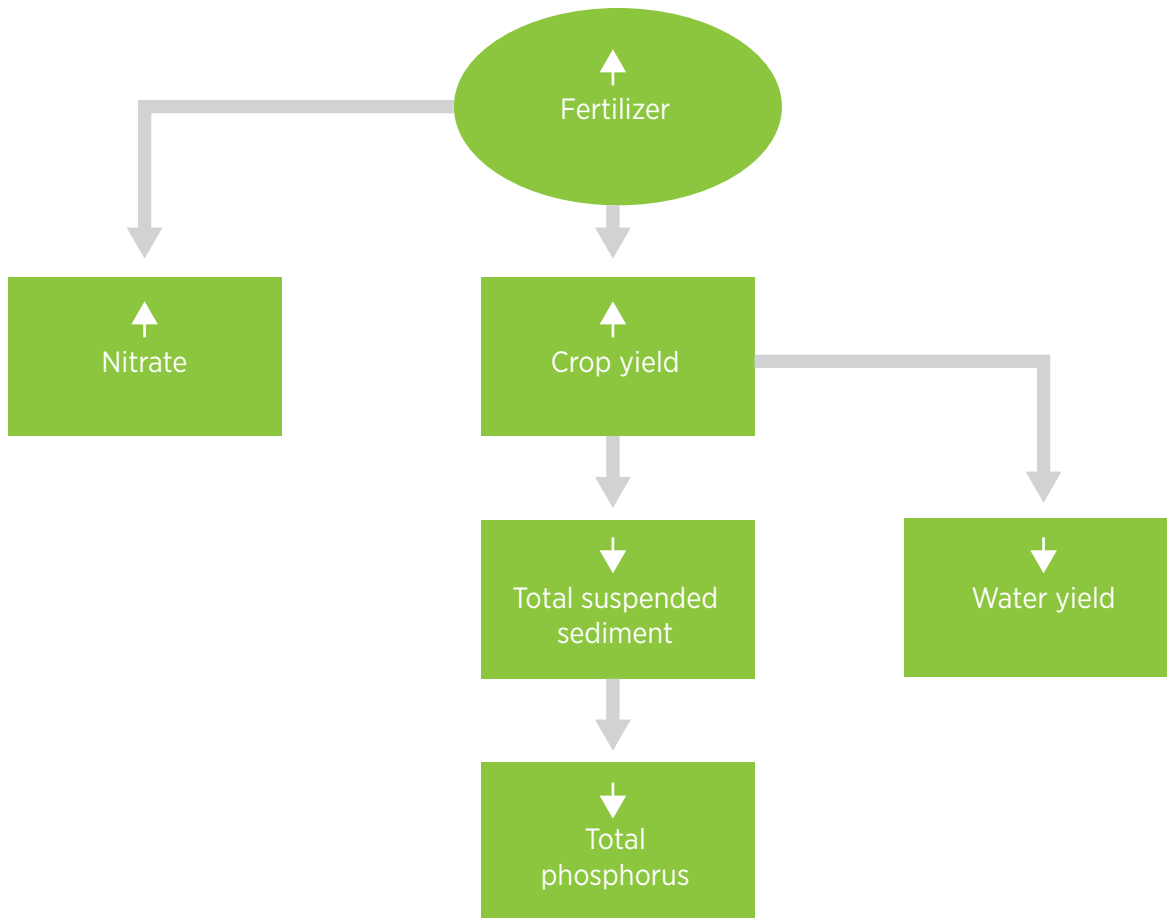 Fertilizer
Nitrate
Crop yield
Total suspended
sediment
Water yield
Total
phosphorus